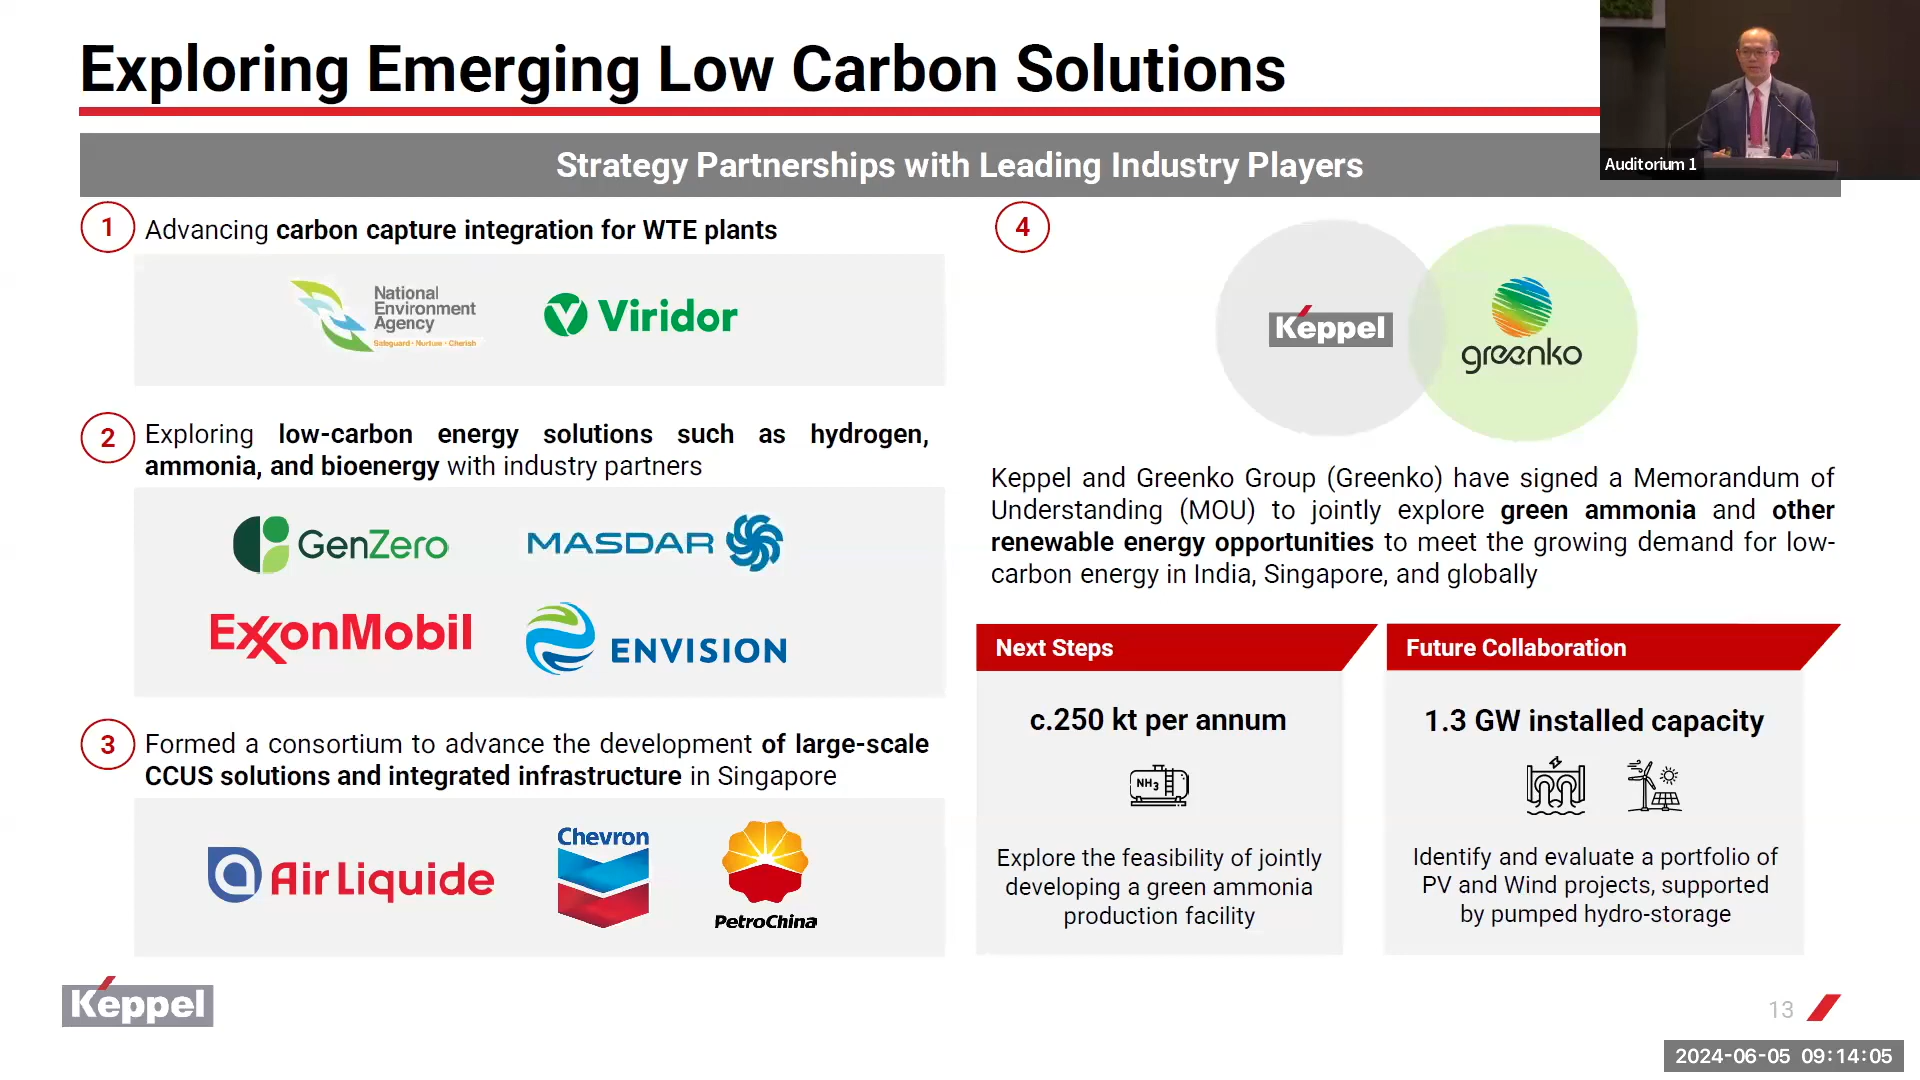 Exploring Emerging Low Carbon Solutions
Auditorium 1
Strategy Partnerships with Leading Industry Players
1
Advancing carbon capture integration for WTE plants
National
Environment
Agency
Safeguard · Nurture · Cherish
Viridor
2
Exploring low-carbon energy solutions such as hydrogen,
ammonia, and bioenergy with industry partners
GenZero
MASDAR
ExxonMobil
ENVISION
3
Formed a consortium to advance the development of large-scale
CCUS solutions and integrated infrastructure in Singapore
Air Liquide
Chevron
PetroChina
4
Keppel
greenko
Keppel and Greenko Group (Greenko) have signed a Memorandum of
Understanding (MOU) to jointly explore green ammonia and other
renewable energy opportunities to meet the growing demand for low-
carbon energy in India, Singapore, and globally
Next Steps
c.250 kt per annum
NH3
Explore the feasibility of jointly
developing a green ammonia
production facility
Future Collaboration
1.3 GW installed capacity
Identify and evaluate a portfolio of
PV and Wind projects, supported
by pumped hydro-storage
Keppel
13
2024-06-05 09:14:05